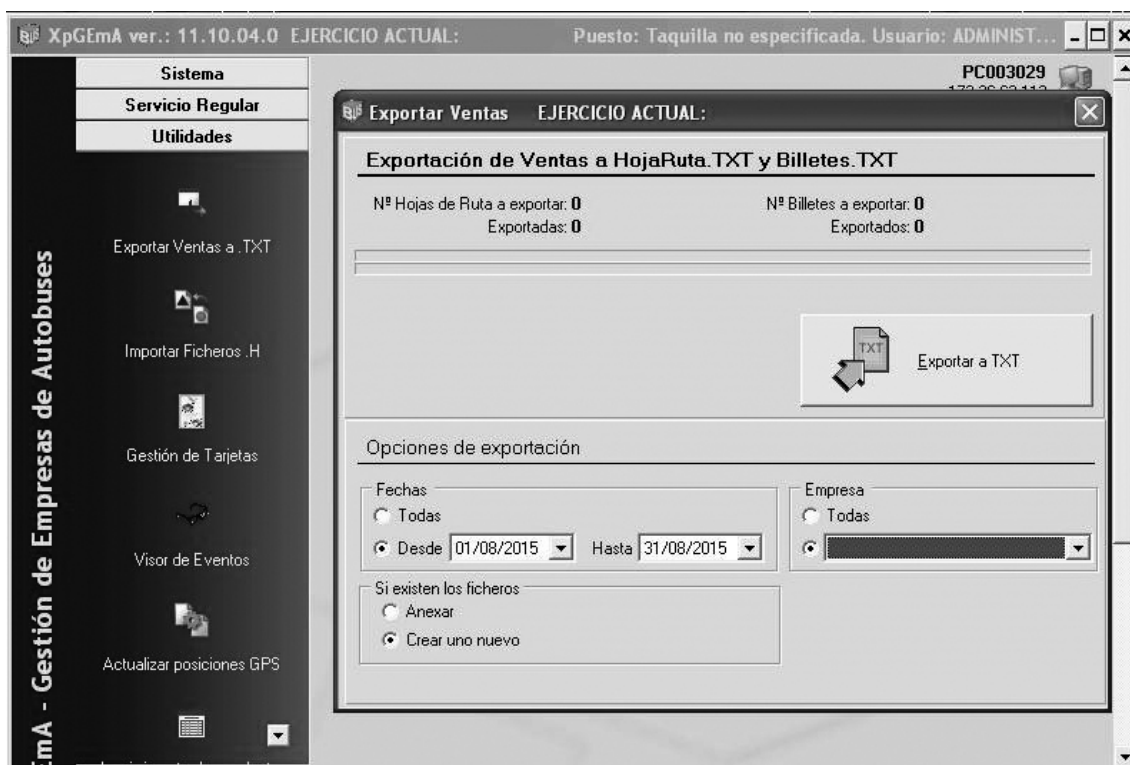 XpGEmA ver.: 11.10.04.0 EJERCICIO ACTUAL: Puesto: Taquilla no especificada. Usuario: ADMINIST...
Sistema
Servicio Regular
Utilidades
Exportar Ventas a .TXT
Importar Ficheros .H
Gestión de Tarjetas
Visor de Eventos
Actualizar posiciones GPS
EmA - Gestión de Empresas de Autobuses
PC003029
Exportar Ventas EJERCICIO ACTUAL:
Exportación de Ventas a HojaRuta.TXT y Billetes.TXT
Nº Hojas de Ruta a exportar: 0 Nº Billetes a exportar: 0
Exportadas: 0 Exportados: 0
TXT
Exportar a TXT
Opciones de exportación
Fechas
Todas
Desde 01/08/2015 Hasta 31/08/2015
Empresa
Todas
Si existen los ficheros
Anexar
Crear uno nuevo